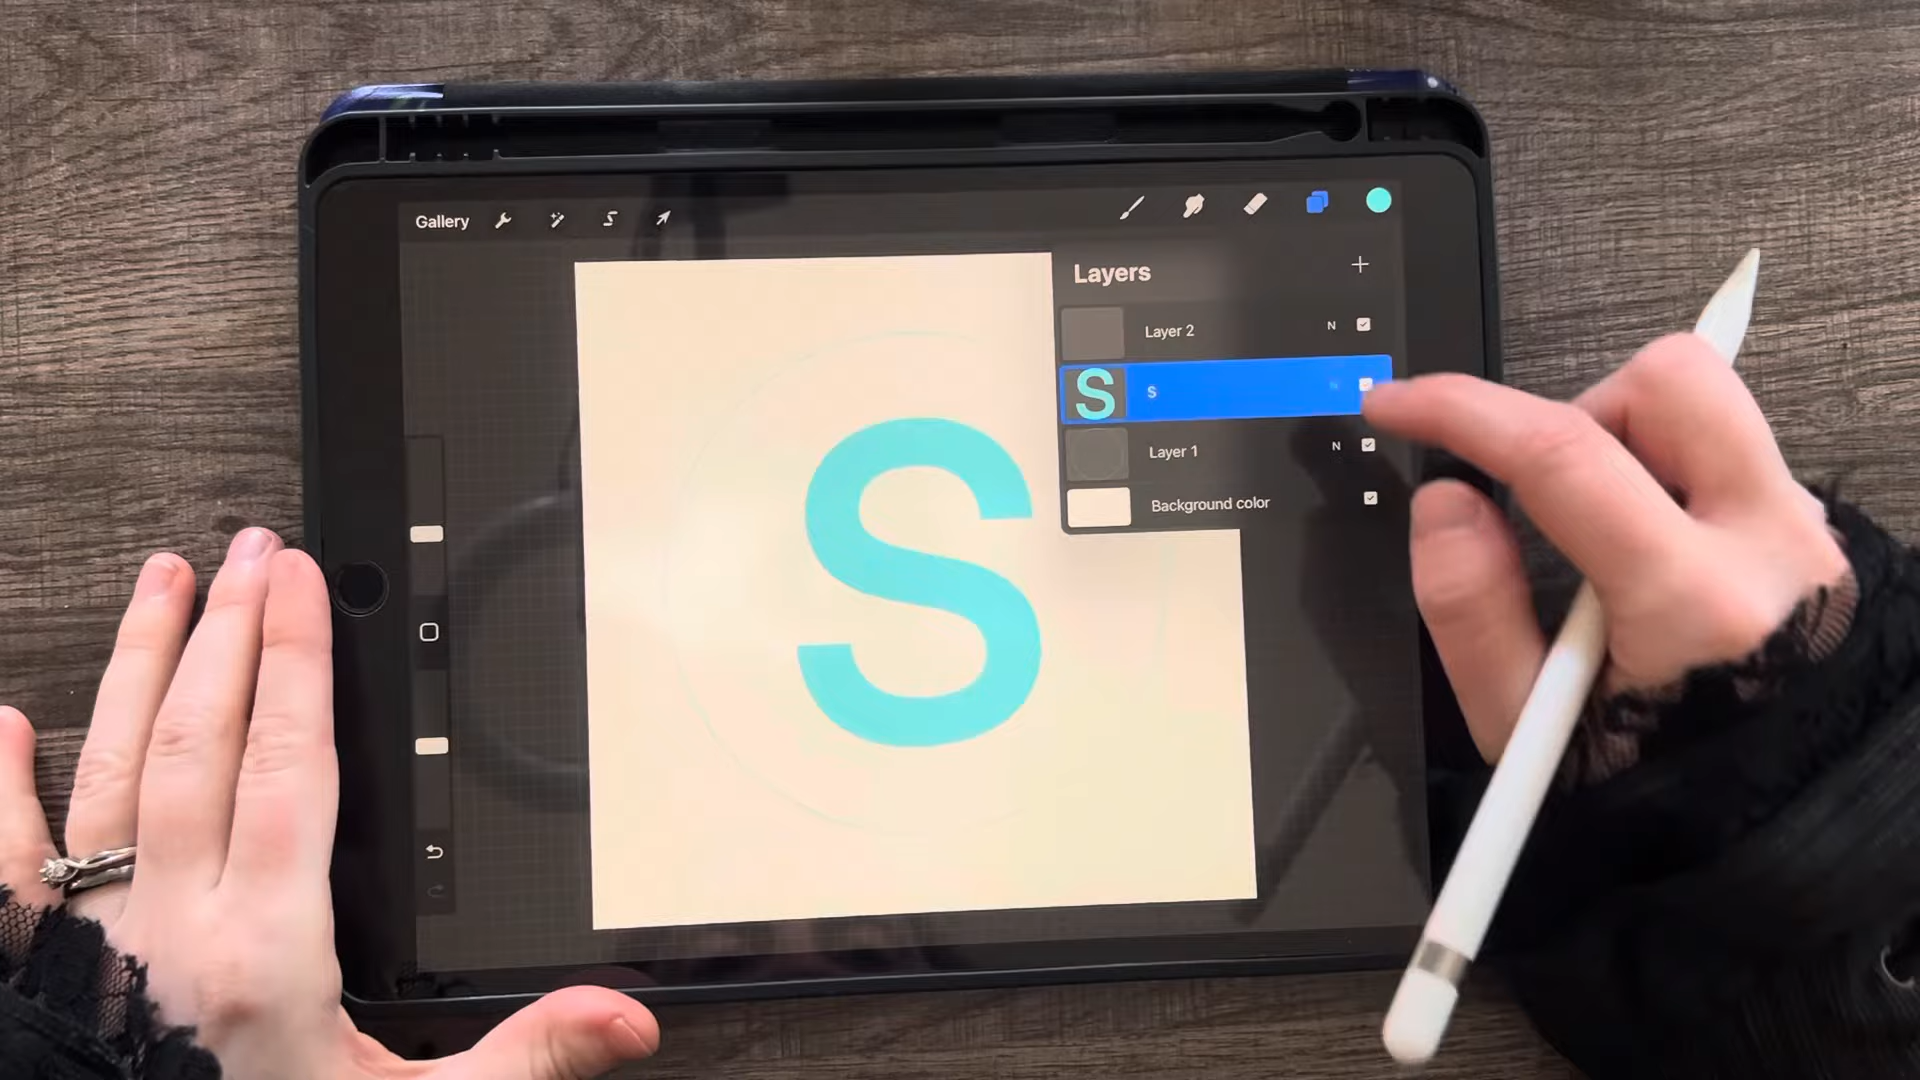 Gallery
Layers
Layer 2 N
S S N
Layer 1 N
Background color
S